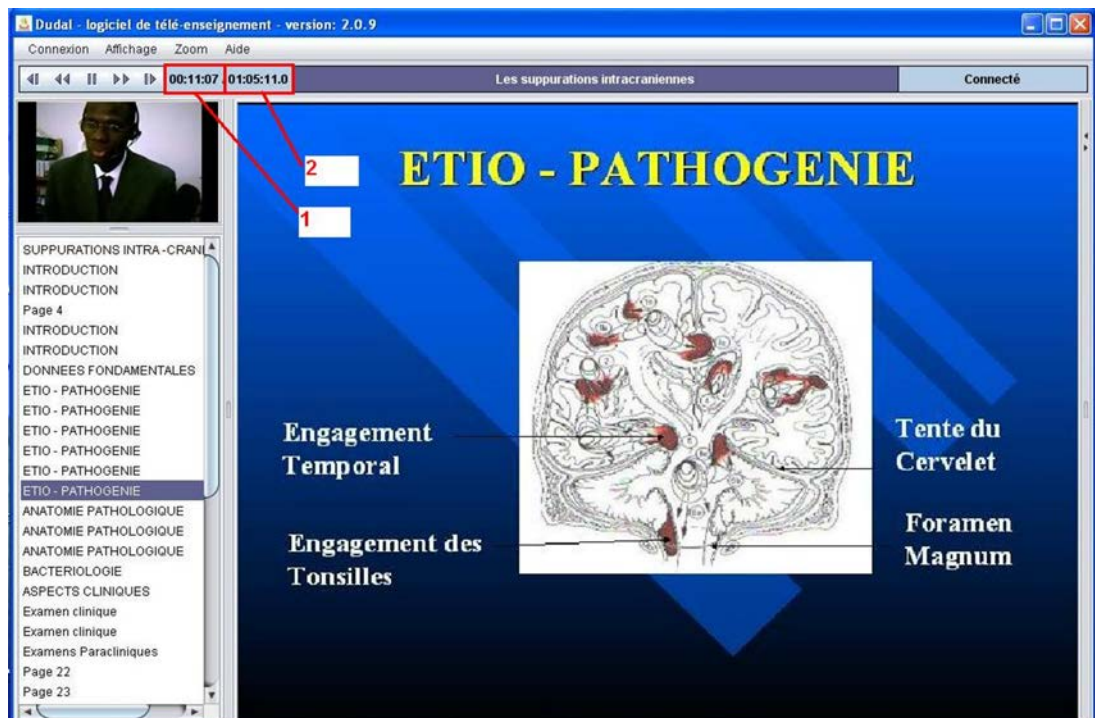 Dudal - logiciel de télé-enseignement - version: 2.0.9
Connexion Affichage Zoom Aide
00:11:07 / 01:05:11.0
Les suppurations intracraniennes
Connecté
2
1
SUPPURATIONS INTRA-CRANI
INTRODUCTION
INTRODUCTION
Page 4
INTRODUCTION
INTRODUCTION
DONNEES FONDAMENTALES
ETIO - PATHOGENIE
ETIO - PATHOGENIE
ETIO - PATHOGENIE
ETIO - PATHOGENIE
ETIO - PATHOGENIE
ETIO - PATHOGENIE
ANATOMIE PATHOLOGIQUE
ANATOMIE PATHOLOGIQUE
ANATOMIE PATHOLOGIQUE
BACTERIOLOGIE
ASPECTS CLINIQUES
Examen clinique
Examen clinique
Examens Paracliniques
Page 22
Page 23
ETIO - PATHOGENIE
Engagement
Temporal
Engagement des
Tonsilles
Tente du
Cervelet
Foramen
Magnum